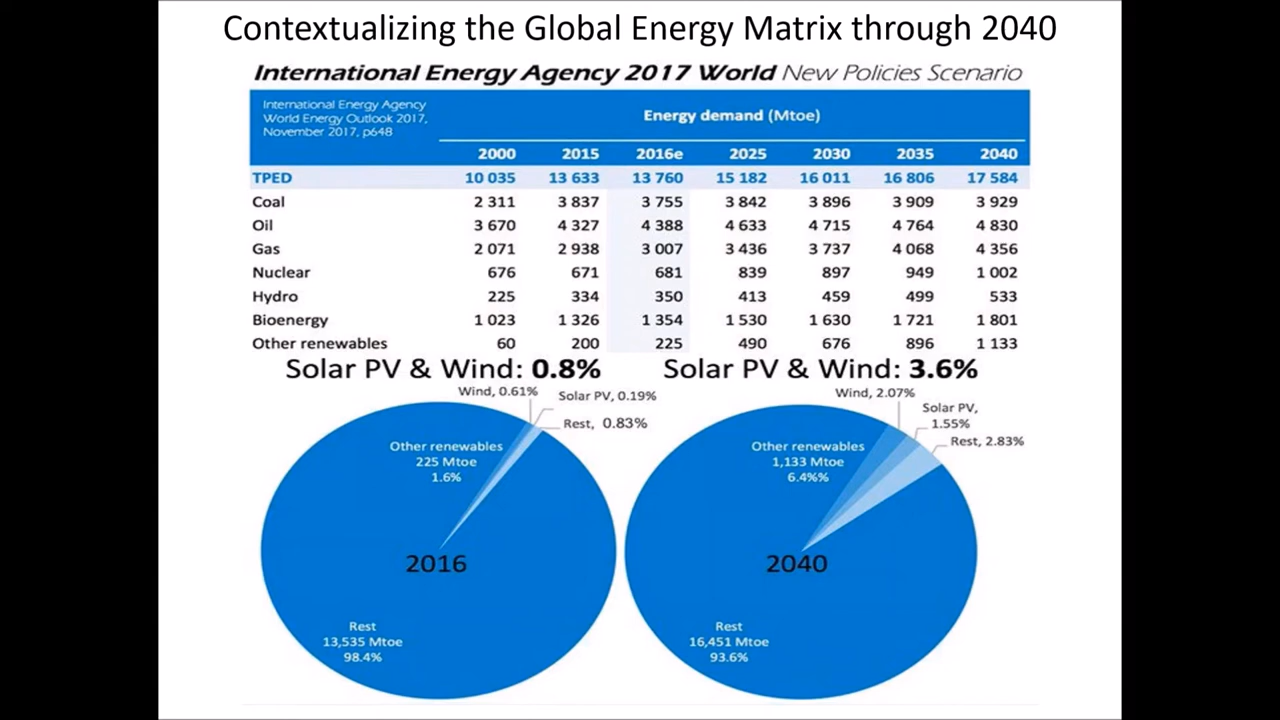 Contextualizing the Global Energy Matrix through 2040
International Energy Agency 2017 World New Policies Scenario
International Energy Agency
World Energy Outlook 2017,
November 2017, p648
Energy demand (Mtoe)
2000 2015 2016e 2025 2030 2035 2040
TPED 10 035 13 633 13 760 15 182 16 011 16 806 17 584
Coal 2 311 3 837 3 755 3 842 3 896 3 909 3 929
Oil 3 670 4 327 4 388 4 633 4 715 4 764 4 830
Gas 2 071 2 938 3 007 3 436 3 737 4 068 4 356
Nuclear 676 671 681 839 897 949 1 002
Hydro 225 334 350 413 459 499 533
Bioenergy 1 023 1 326 1 354 1 530 1 630 1 721 1 801
Other renewables 60 200 225 490 676 896 1 133
Solar PV & Wind: 0.8%
Wind, 0.61%
Solar PV, 0.19%
Rest, 0.83%
Other renewables
225 Mtoe
1.6%
2016
Rest
13,535 Mtoe
98.4%
Solar PV & Wind: 3.6%
Wind, 2.07%
Solar PV,
1.55%
Rest, 2.83%
Other renewables
1,133 Mtoe
6.4%%
2040
Rest
16,451 Mtoe
93.6%